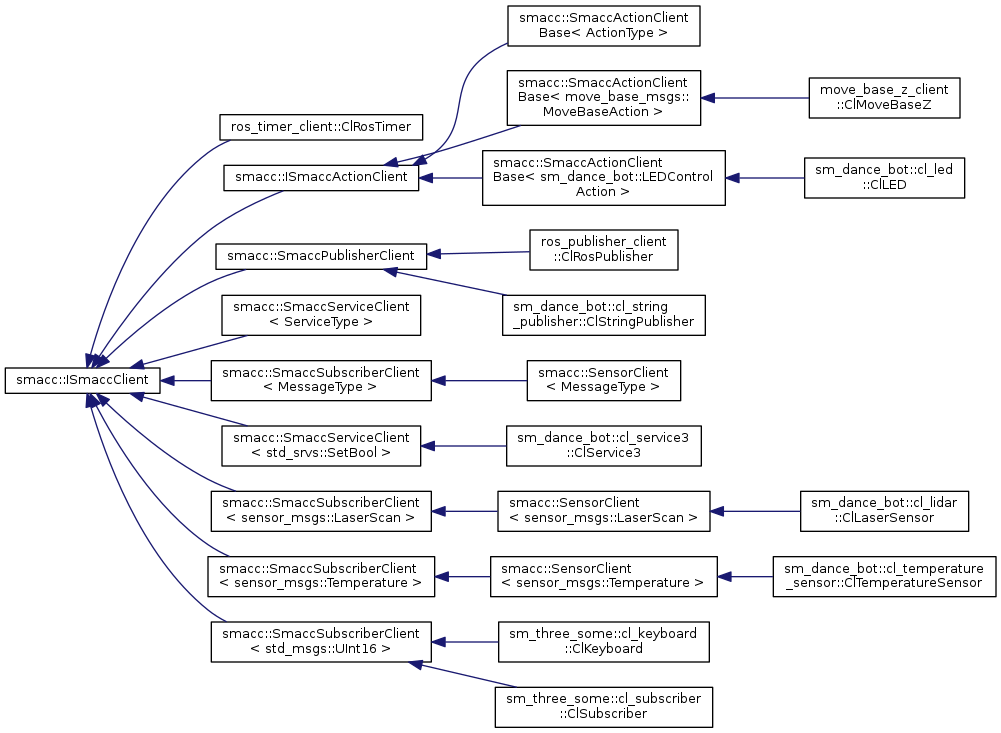 smacc::SmaccActionClient
Base< ActionType >
smacc::SmaccActionClient
Base< move_base_msgs::
MoveBaseAction >
move_base_z_client
::ClMoveBaseZ
ros_timer_client::ClRosTimer
smacc::ISmaccActionClient
smacc::SmaccActionClient
Base< sm_dance_bot::LEDControl
Action >
sm_dance_bot::cl_led
::ClLED
smacc::SmaccPublisherClient
ros_publisher_client
::ClRosPublisher
sm_dance_bot::cl_string
_publisher::ClStringPublisher
smacc::SmaccServiceClient
< ServiceType >
smacc::ISmaccClient
smacc::SmaccSubscriberClient
< MessageType >
smacc::SensorClient
< MessageType >
smacc::SmaccServiceClient
< std_srvs::SetBool >
sm_dance_bot::cl_service3
::ClService3
smacc::SmaccSubscriberClient
< sensor_msgs::LaserScan >
smacc::SensorClient
< sensor_msgs::LaserScan >
sm_dance_bot::cl_lidar
::ClLaserSensor
smacc::SmaccSubscriberClient
< sensor_msgs::Temperature >
smacc::SensorClient
< sensor_msgs::Temperature >
sm_dance_bot::cl_temperature
_sensor::ClTemperatureSensor
smacc::SmaccSubscriberClient
< std_msgs::UInt16 >
sm_three_some::cl_keyboard
::ClKeyboard
sm_three_some::cl_subscriber
::ClSubscriber